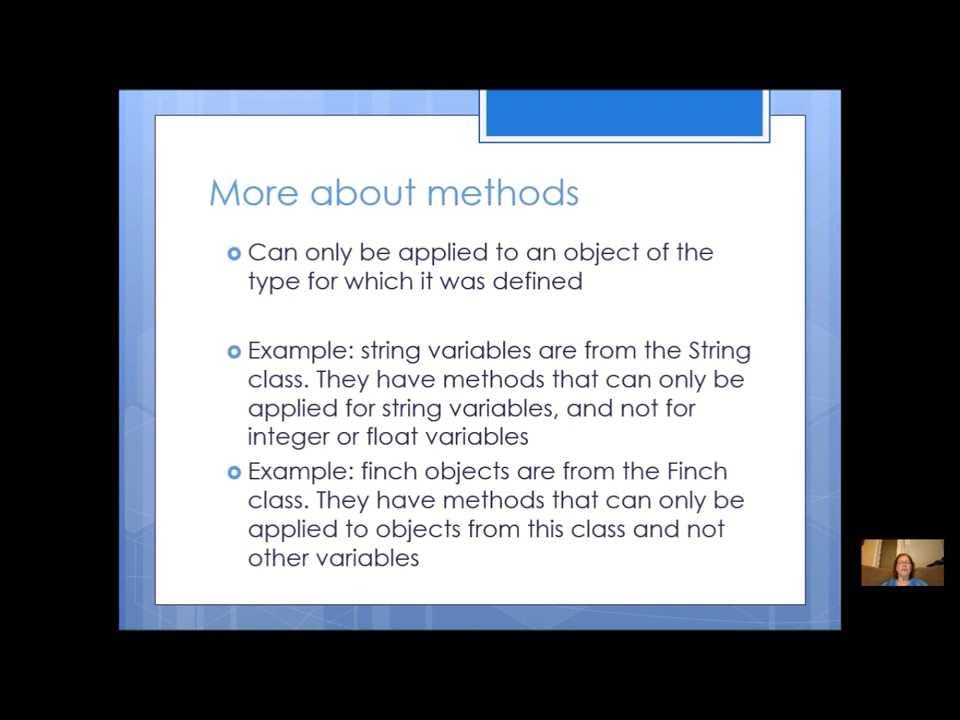 More about methods
Can only be applied to an object of the
type for which it was defined
Example: string variables are from the String
class. They have methods that can only be
applied for string variables, and not for
integer or float variables
Example: finch objects are from the Finch
class. They have methods that can only be
applied to objects from this class and not
other variables